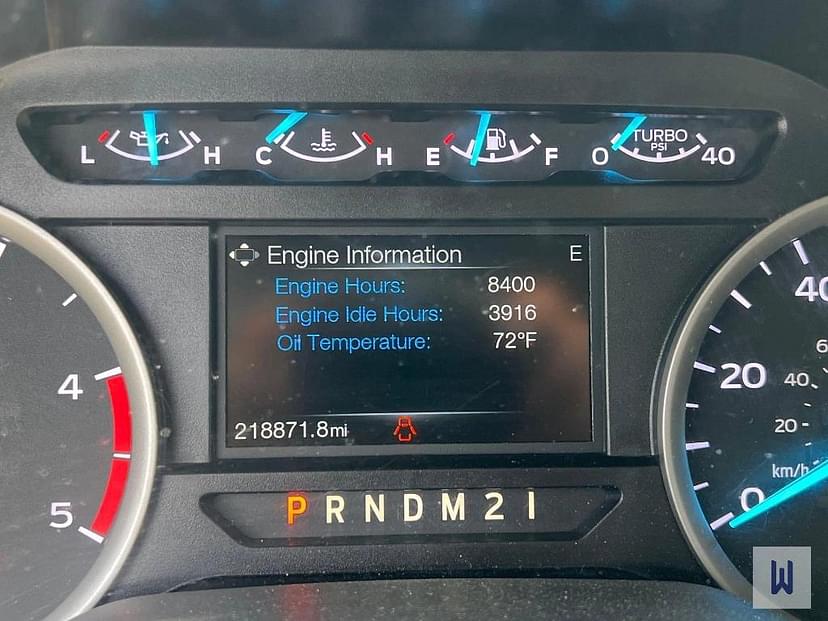 L H C H E F 0 TURBO PSI 40
Engine Information E
Engine Hours: 8400
Engine Idle Hours: 3916
Oil Temperature: 72°F
218871.8mi
P R N D M 2 1
4
5
40
20
0
60
40
20
km/h
W